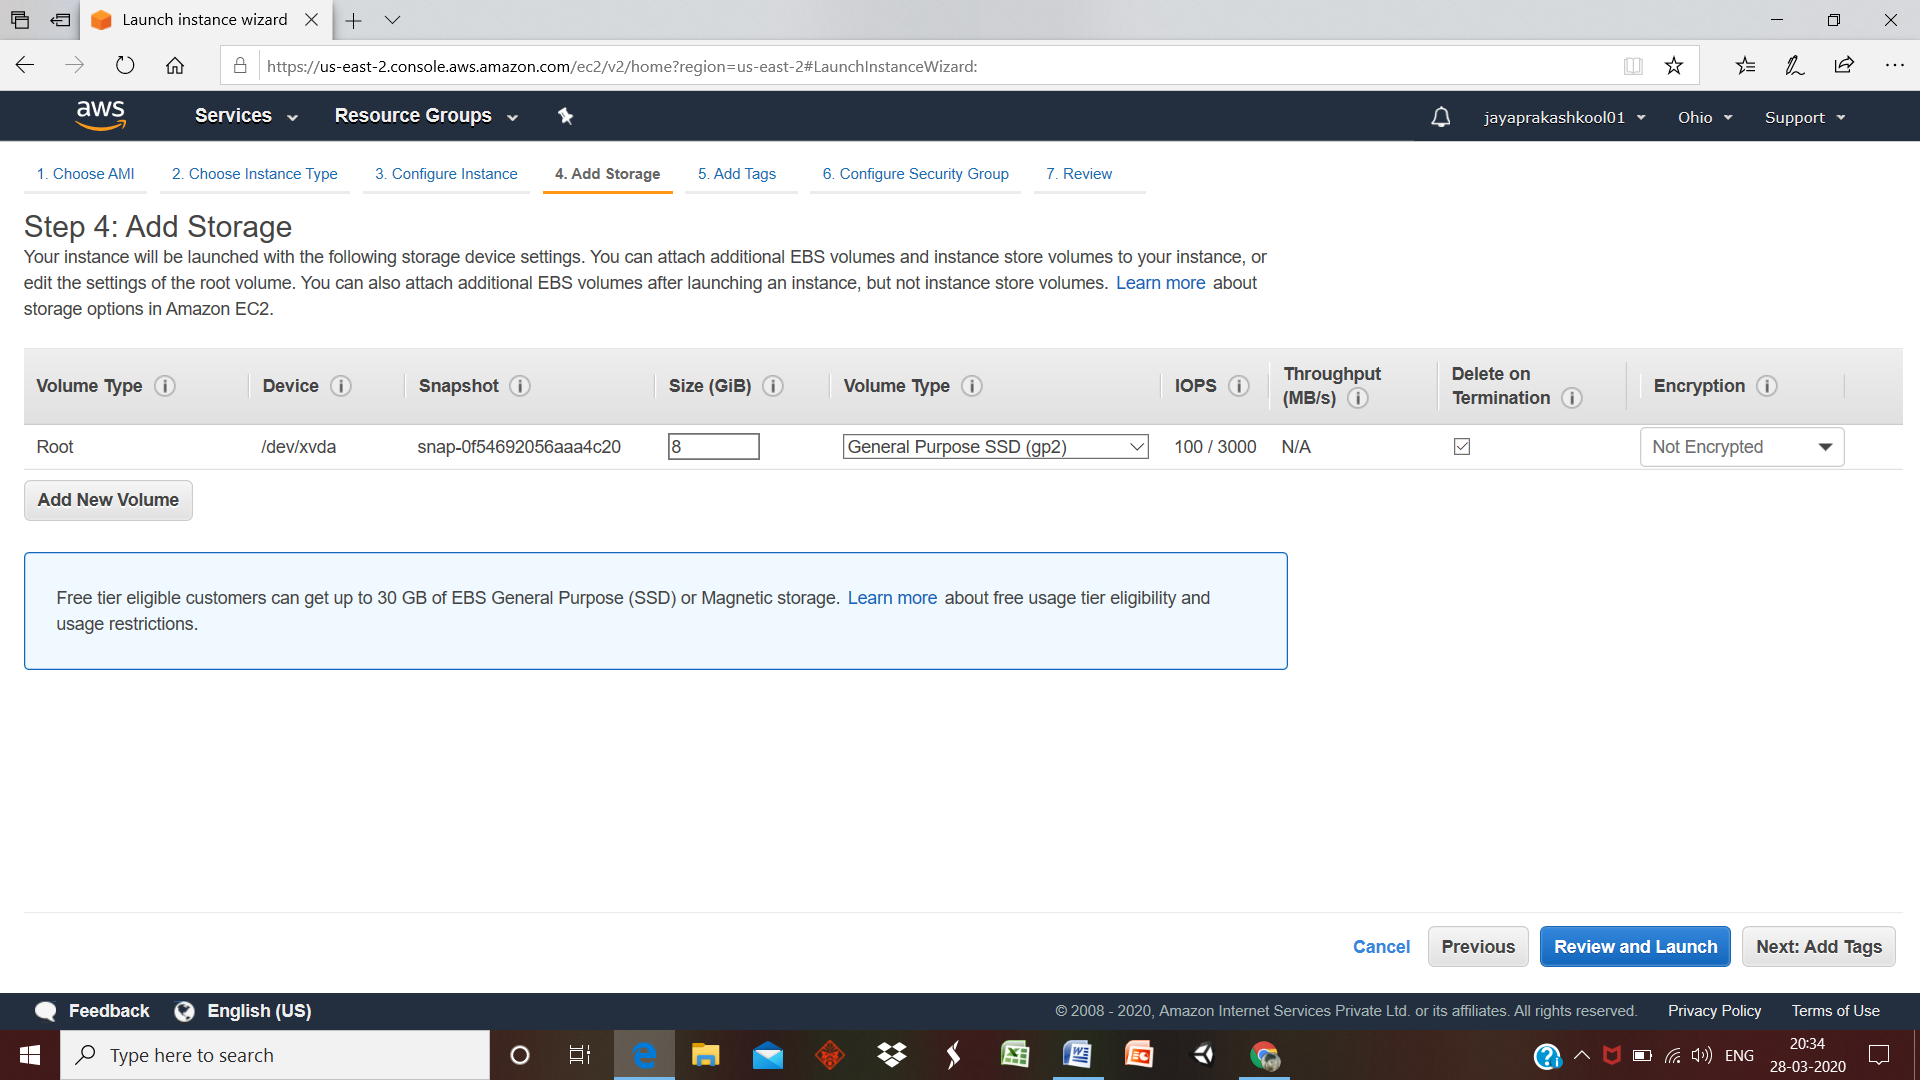 Launch instance wizard
https://us-east-2.console.aws.amazon.com/ec2/v2/home?region=us-east-2#LaunchInstanceWizard:
aws Services Resource Groups jayaprakashkool01 Ohio Support
1. Choose AMI 2. Choose Instance Type 3. Configure Instance 4. Add Storage 5. Add Tags 6. Configure Security Group 7. Review
Step 4: Add Storage
Your instance will be launched with the following storage device settings. You can attach additional EBS volumes and instance store volumes to your instance, or
edit the settings of the root volume. You can also attach additional EBS volumes after launching an instance, but not instance store volumes. Learn more about
storage options in Amazon EC2.
Volume Type Device Snapshot Size (GiB) Volume Type IOPS Throughput (MB/s) Delete on Termination Encryption
Root /dev/xvda snap-0f54692056aaa4c20 8 General Purpose SSD (gp2) 100 / 3000 N/A Not Encrypted
Add New Volume
Free tier eligible customers can get up to 30 GB of EBS General Purpose (SSD) or Magnetic storage. Learn more about free usage tier eligibility and
usage restrictions.
Cancel Previous Review and Launch Next: Add Tags
Feedback English (US) © 2008 - 2020, Amazon Internet Services Private Ltd. or its affiliates. All rights reserved. Privacy Policy Terms of Use
Type here to search ENG 20:34
28-03-2020